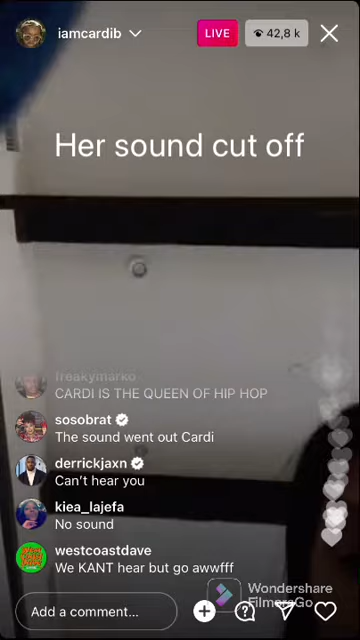 iamcardib
LIVE
42,8 k
Her sound cut off
freakymarko
CARDI IS THE QUEEN OF HIP HOP
sosobrat
The sound went out Cardi
derrickjaxn
Can't hear you
kiea_lajefa
No sound
westcoastdave
We KANT hear but go awwfff
Wondershare
FilmoraGo
Add a comment...